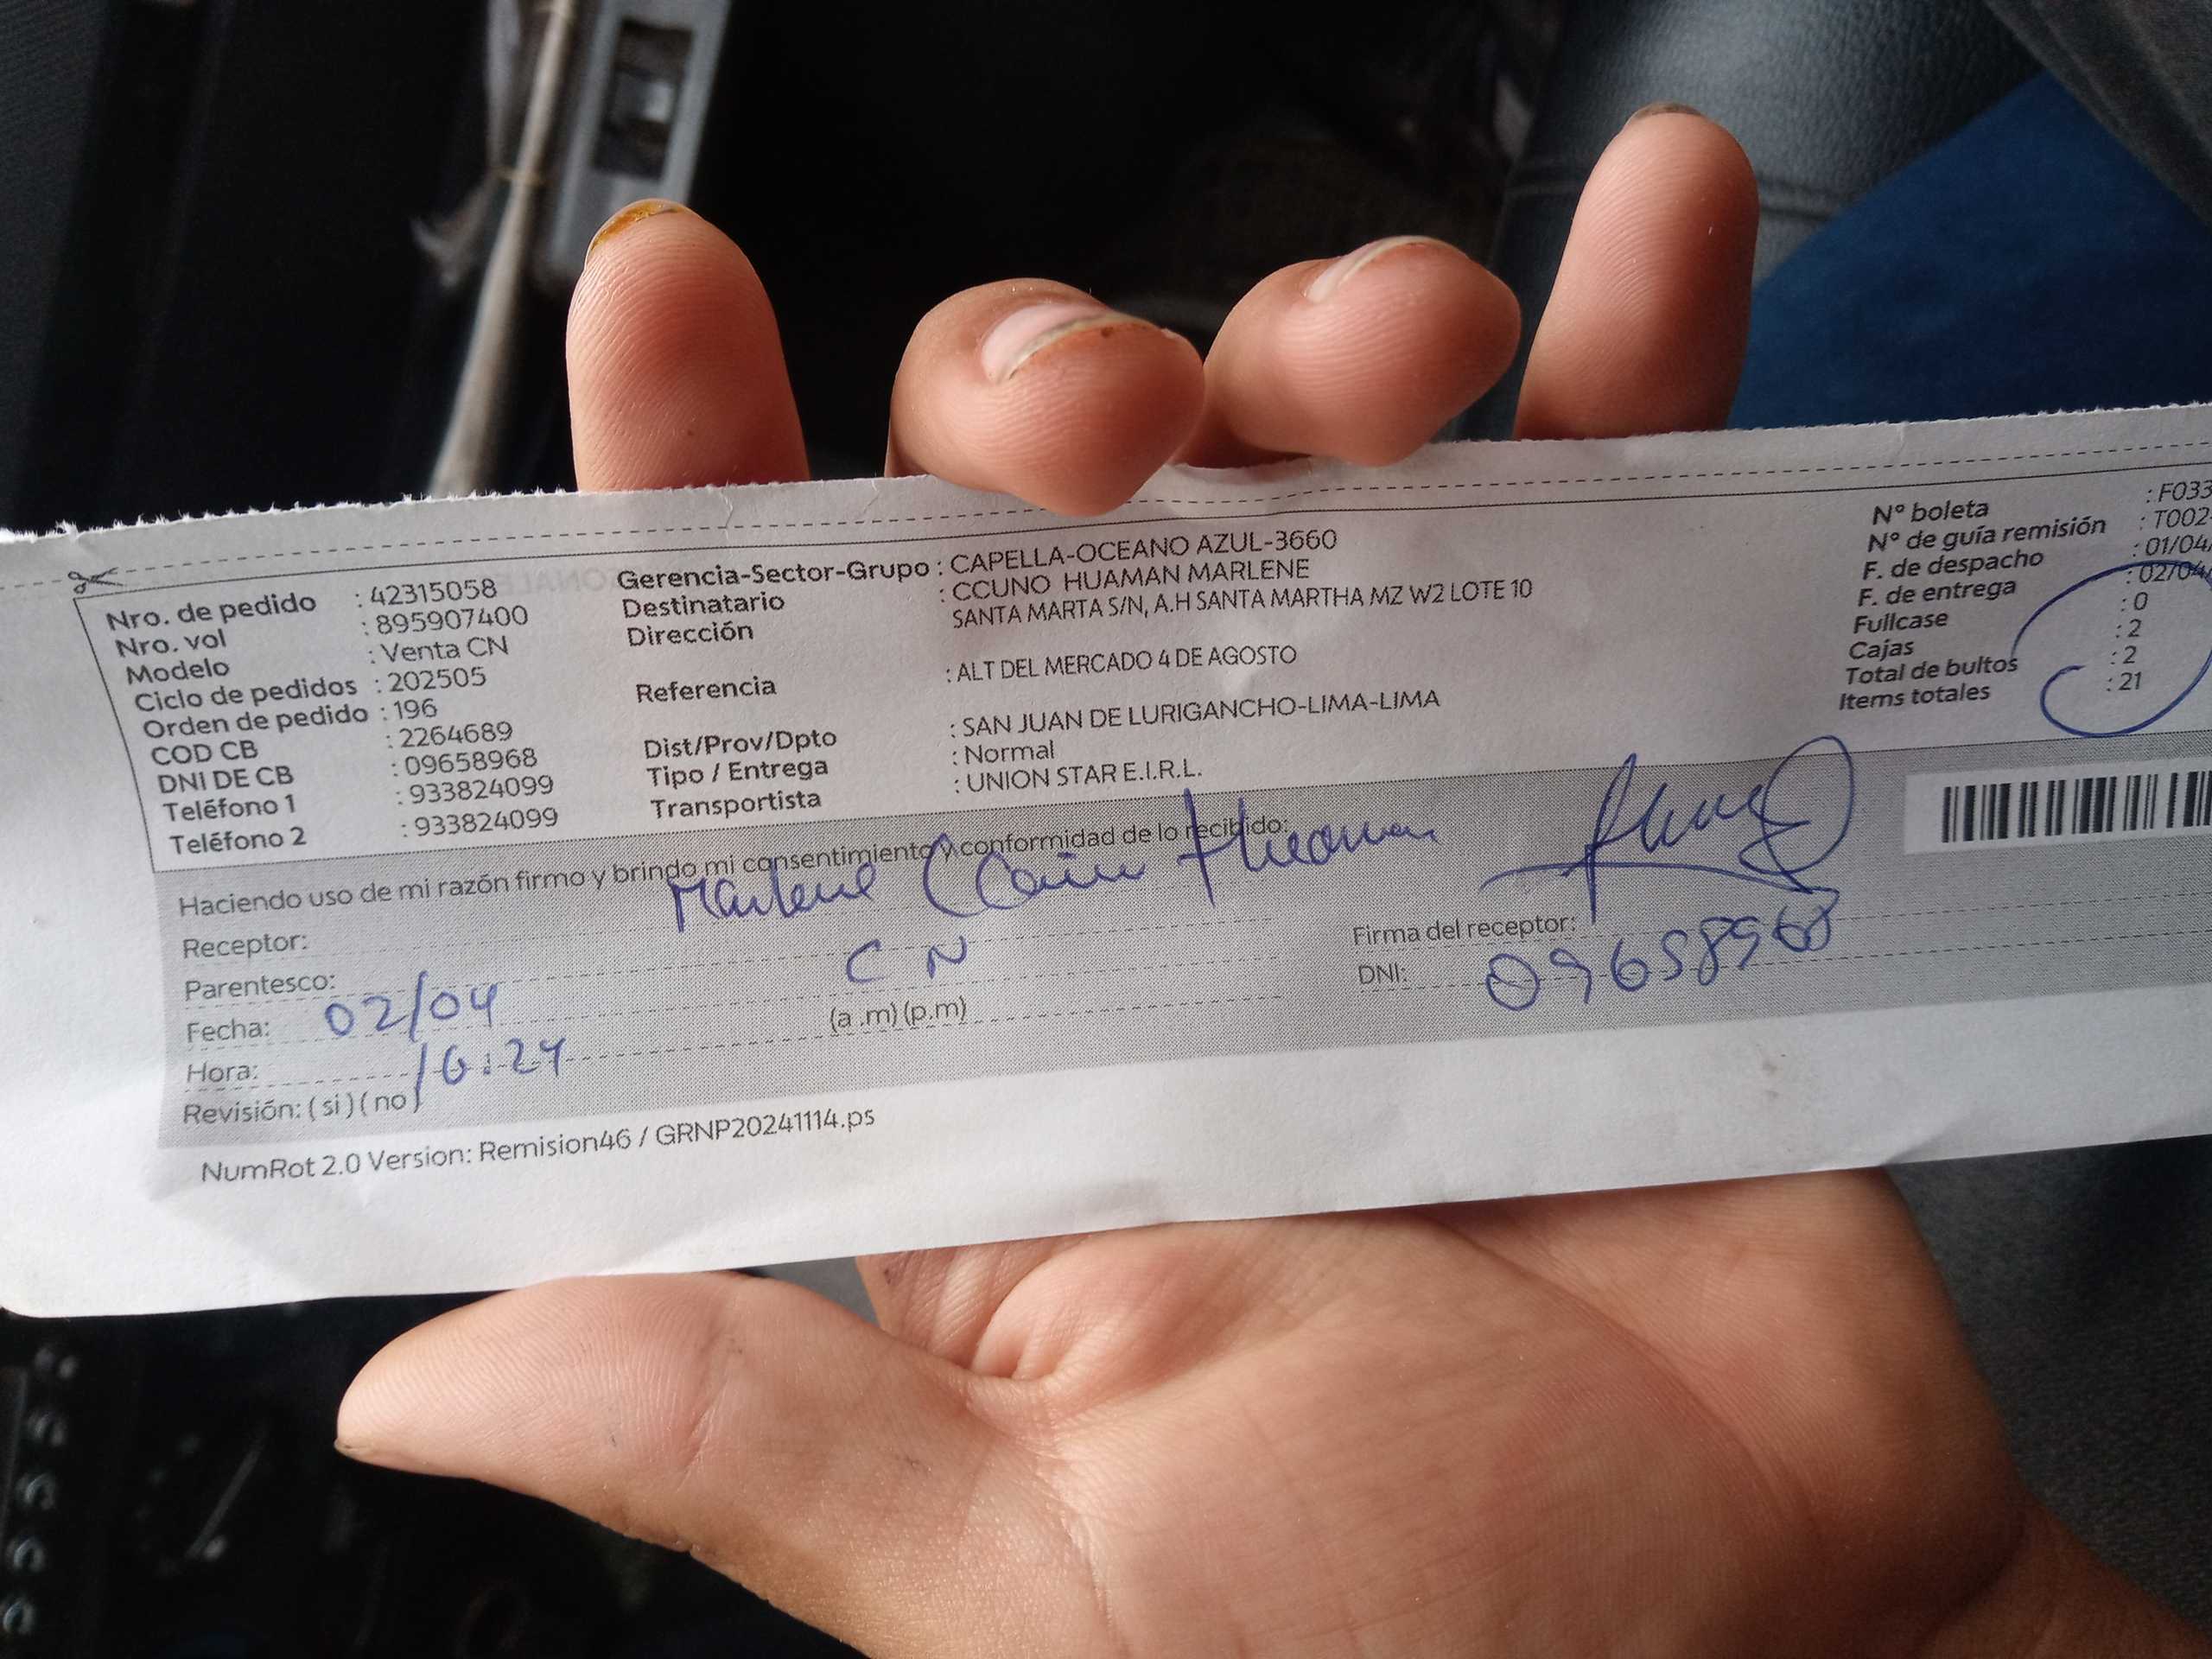 Nro. de pedido : 42315058
Nro. vol : 895907400
Modelo : Venta CN
Ciclo de pedidos : 202505
Orden de pedido : 196
COD CB : 2264689
DNI DE CB : 09658968
Teléfono 1 : 933824099
Teléfono 2 : 933824099
Gerencia-Sector-Grupo : CAPELLA-OCEANO AZUL-3660
Destinatario : CCUNO HUAMAN MARLENE
Dirección SANTA MARTA S/N, A.H SANTA MARTHA MZ W2 LOTE 10
Referencia : ALT DEL MERCADO 4 DE AGOSTO
Dist/Prov/Dpto : SAN JUAN DE LURIGANCHO-LIMA-LIMA
Tipo / Entrega : Normal
Transportista : UNION STAR E.I.R.L.
N° boleta : F033
N° de guía remisión : T002
F. de despacho : 01/04/
F. de entrega : 02/04/
Fullcase : 0
Cajas : 2
Total de bultos : 2
Items totales : 21
Haciendo uso de mi razón firmo y brindo mi consentimiento y conformidad de lo recibido:
Receptor: Marlene Huaman
Parentesco: CN
Fecha: 02/04
Hora: 10:24 (a .m) (p.m)
Revisión: ( si ) ( no )
Firma del receptor:
DNI: 09658968
NumRot 2.0 Version: Remision46 / GRNP20241114.ps